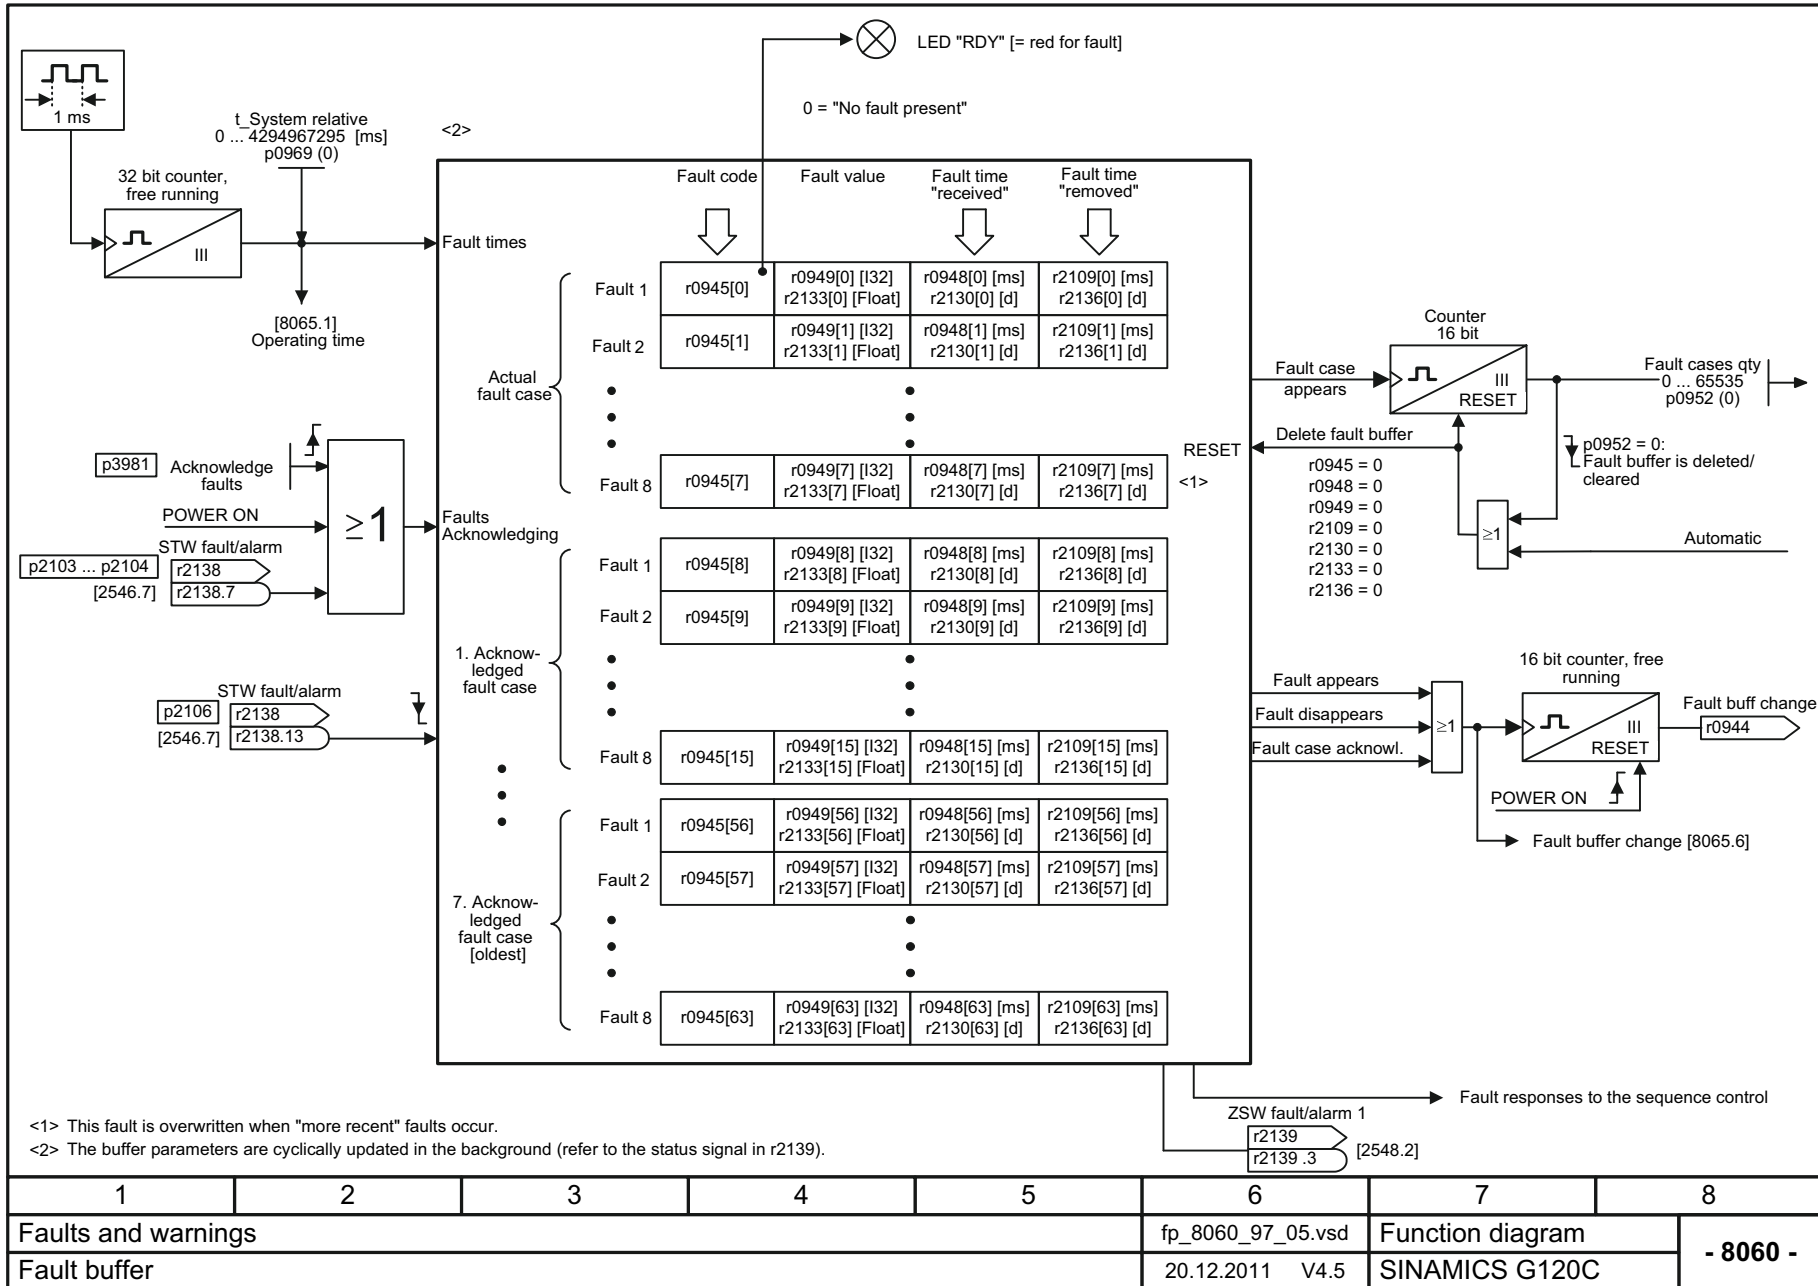 LED "RDY" [= red for fault]
0 = "No fault present"
1 ms
t_System relative
0 ... 4294967295 [ms]
p0969 (0)
<2>
32 bit counter,
free running
III
[8065.1]
Operating time
Fault times
Fault code
Fault value
Fault time
"received"
Fault time
"removed"
Actual
fault case
Fault 1
r0945[0]
r0949[0] [I32]
r2133[0] [Float]
r0948[0] [ms]
r2130[0] [d]
r2109[0] [ms]
r2136[0] [d]
Fault 2
r0945[1]
r0949[1] [I32]
r2133[1] [Float]
r0948[1] [ms]
r2130[1] [d]
r2109[1] [ms]
r2136[1] [d]
Fault 8
r0945[7]
r0949[7] [I32]
r2133[7] [Float]
r0948[7] [ms]
r2130[7] [d]
r2109[7] [ms]
r2136[7] [d]
<1>
RESET
p3981
Acknowledge
faults
POWER ON
STW fault/alarm
p2103 ... p2104
r2138
[2546.7]
r2138.7
≥1
Faults
Acknowledging
1. Acknow-
ledged
fault case
Fault 1
r0945[8]
r0949[8] [I32]
r2133[8] [Float]
r0948[8] [ms]
r2130[8] [d]
r2109[8] [ms]
r2136[8] [d]
Fault 2
r0945[9]
r0949[9] [I32]
r2133[9] [Float]
r0948[9] [ms]
r2130[9] [d]
r2109[9] [ms]
r2136[9] [d]
Fault 8
r0945[15]
r0949[15] [I32]
r2133[15] [Float]
r0948[15] [ms]
r2130[15] [d]
r2109[15] [ms]
r2136[15] [d]
STW fault/alarm
p2106
r2138
[2546.7]
r2138.13
7. Acknow-
ledged
fault case
[oldest]
Fault 1
r0945[56]
r0949[56] [I32]
r2133[56] [Float]
r0948[56] [ms]
r2130[56] [d]
r2109[56] [ms]
r2136[56] [d]
Fault 2
r0945[57]
r0949[57] [I32]
r2133[57] [Float]
r0948[57] [ms]
r2130[57] [d]
r2109[57] [ms]
r2136[57] [d]
Fault 8
r0945[63]
r0949[63] [I32]
r2133[63] [Float]
r0948[63] [ms]
r2130[63] [d]
r2109[63] [ms]
r2136[63] [d]
Fault case
appears
Counter
16 bit
III
RESET
Fault cases qty
0 ... 65535
p0952 (0)
Delete fault buffer
r0945 = 0
r0948 = 0
r0949 = 0
r2109 = 0
r2130 = 0
r2133 = 0
r2136 = 0
p0952 = 0:
Fault buffer is deleted/
cleared
≥1
Automatic
Fault appears
Fault disappears
Fault case acknowl.
≥1
16 bit counter, free
running
III
RESET
POWER ON
Fault buff change
r0944
Fault buffer change [8065.6]
Fault responses to the sequence control
ZSW fault/alarm 1
r2139
r2139 .3
[2548.2]
<1> This fault is overwritten when "more recent" faults occur.
<2> The buffer parameters are cyclically updated in the background (refer to the status signal in r2139).
1 2 3 4 5 6 7 8
Faults and warnings
fp_8060_97_05.vsd
Function diagram
- 8060 -
Fault buffer
20.12.2011 V4.5
SINAMICS G120C